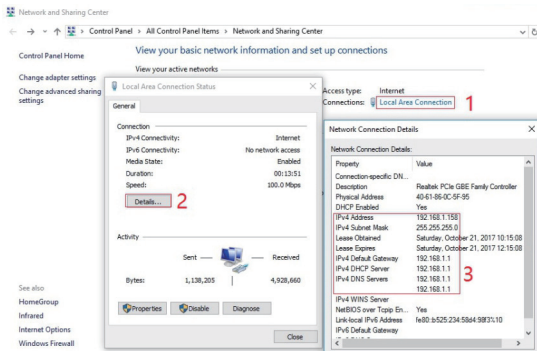 Network and Sharing Center
Control Panel > All Control Panel Items > Network and Sharing Center
Control Panel Home
Change adapter settings
Change advanced sharing
settings
See also
HomeGroup
Infrared
Internet Options
Windows Firewall
View your basic network information and set up connections
View your active networks
Access type: Internet
Connections: Local Area Connection
1
Local Area Connection Status
General
Connection
IPv4 Connectivity: Internet
IPv6 Connectivity: No network access
Media State: Enabled
Duration: 00:13:51
Speed: 100.0 Mbps
Details...
2
Activity
Sent — — Received
Bytes: 1,138,205 | 4,928,660
Properties Disable Diagnose
Close
Network Connection Details
Network Connection Details:
Property Value
Connection-specific DN...
Description Realtek PCIe GBE Family Controller
Physical Address 40-61-86-0C-5F-95
DHCP Enabled Yes
IPv4 Address 192.168.1.158
IPv4 Subnet Mask 255.255.255.0
Lease Obtained Saturday, October 21, 2017 10:15:08
Lease Expires Saturday, October 21, 2017 12:15:08
IPv4 Default Gateway 192.168.1.1
IPv4 DHCP Server 192.168.1.1
IPv4 DNS Servers 192.168.1.1
192.168.1.1
3
IPv4 WINS Server
NetBIOS over Tcpip En... Yes
Link-local IPv6 Address fe80::b525:234:58d4:98f3%10
IPv6 Default Gateway